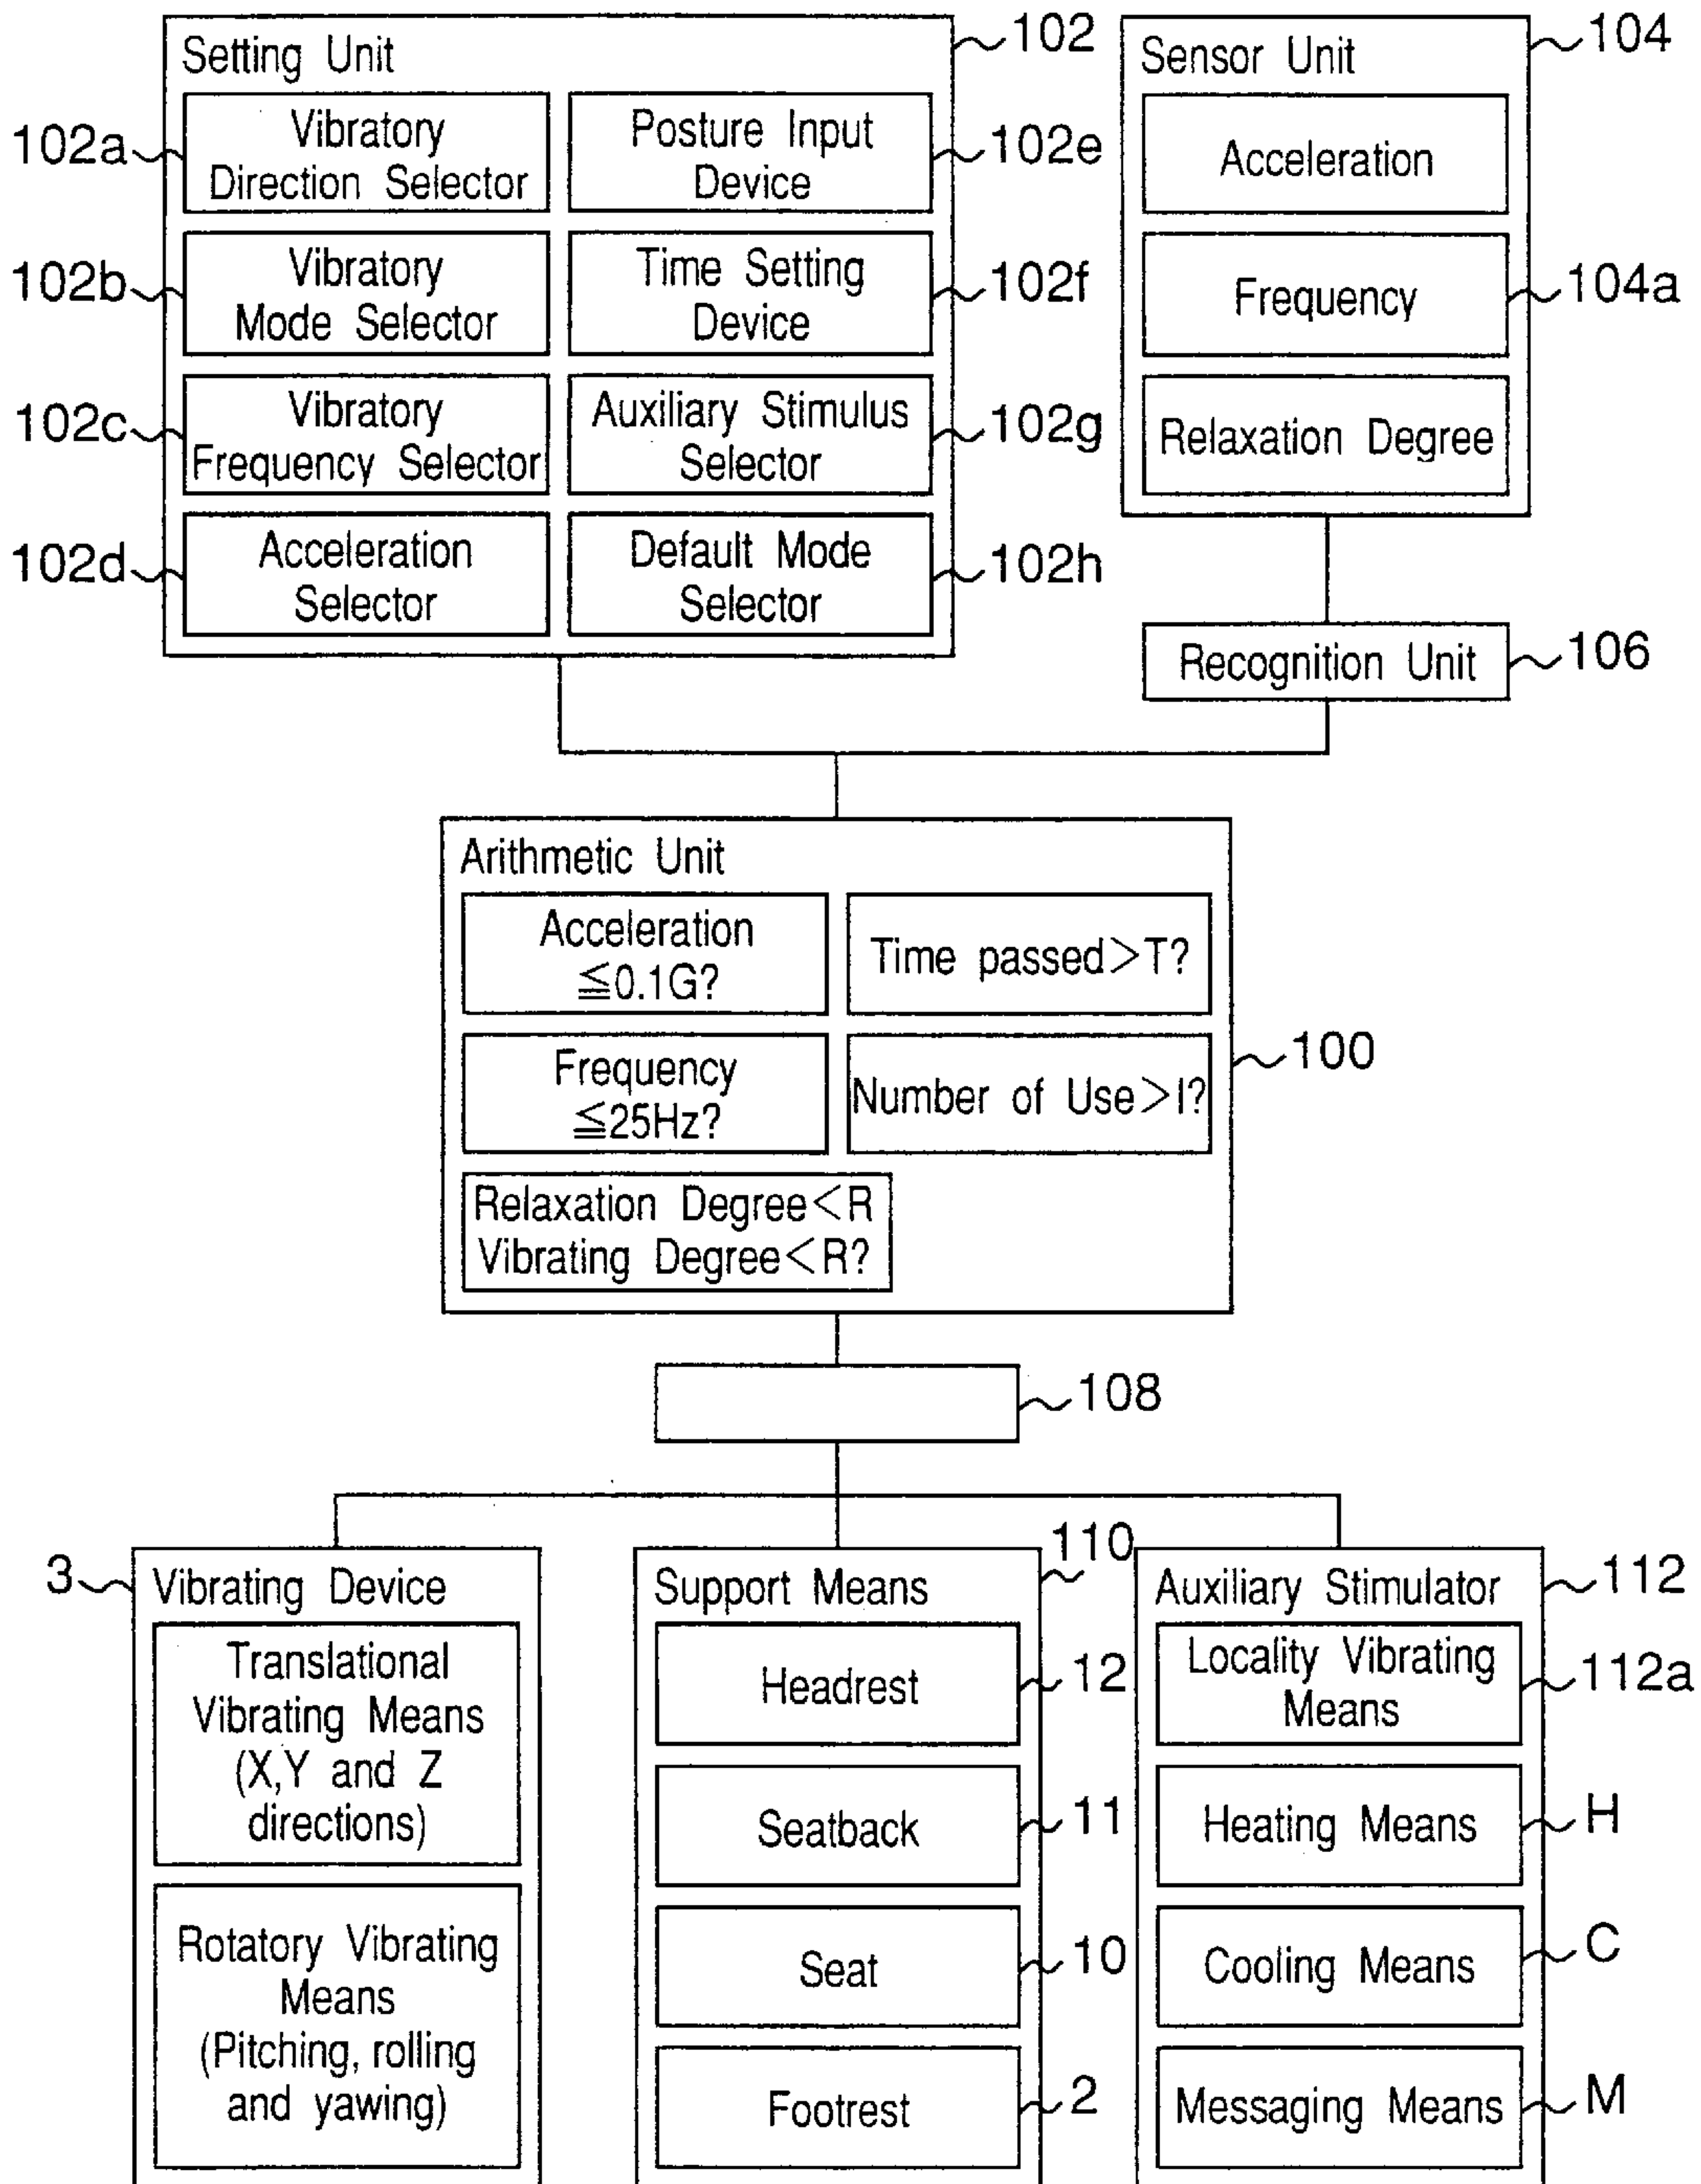 Setting Unit
102
Vibratory
Direction Selector
102a
Posture Input
Device
102e
Vibratory
Mode Selector
102b
Time Setting
Device
102f
Vibratory
Frequency Selector
102c
Auxiliary Stimulus
Selector
102g
Acceleration
Selector
102d
Default Mode
Selector
102h
Sensor Unit
104
Acceleration
Frequency
104a
Relaxation Degree
Recognition Unit
106
Arithmetic Unit
100
Acceleration
≦0.1G?
Time passed>T?
Frequency
≦25Hz?
Number of Use>I?
Relaxation Degree<R
Vibrating Degree<R?
108
3
Vibrating Device
Translational
Vibrating Means
(X,Y and Z
directions)
Rotatory Vibrating
Means
(Pitching, rolling
and yawing)
110
Support Means
Headrest
12
Seatback
11
Seat
10
Footrest
2
Auxiliary Stimulator
112
Locality Vibrating
Means
112a
Heating Means
H
Cooling Means
C
Messaging Means
M